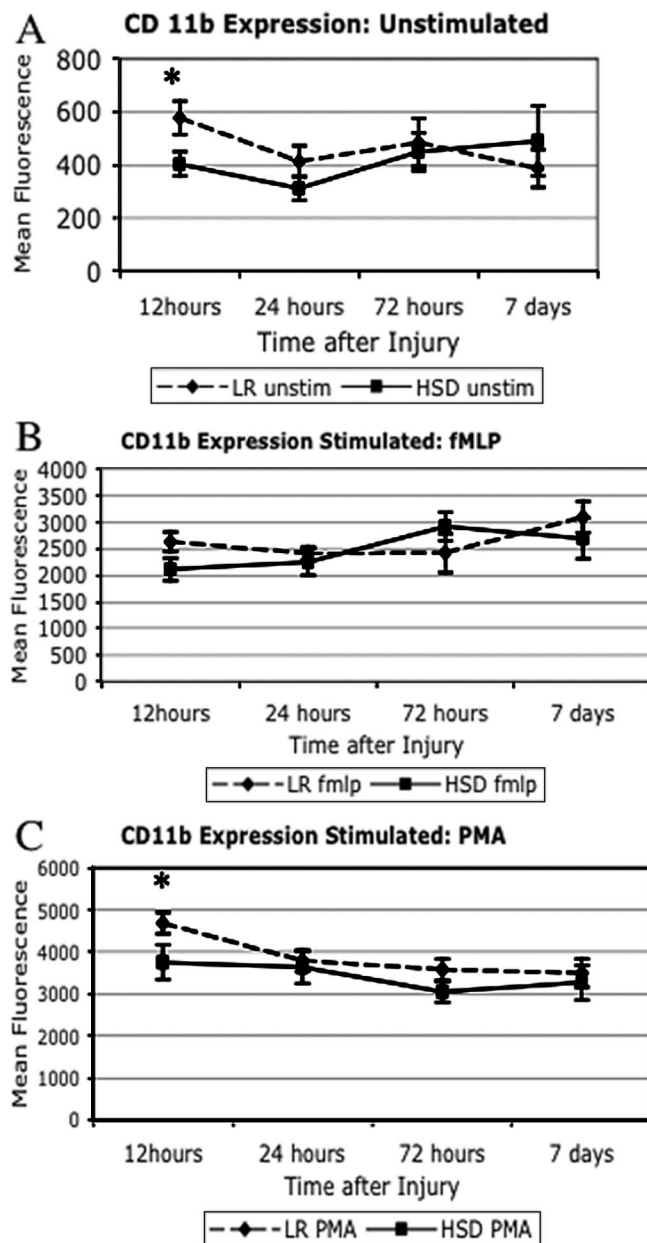 A
CD 11b Expression: Unstimulated
*
Mean Fluorescence
800
600
400
200
0
12hours 24 hours 72 hours 7 days
Time after Injury
LR unstim HSD unstim
B
CD11b Expression Stimulated: fMLP
Mean Fluorescence
4000
3500
3000
2500
2000
1500
1000
500
0
12hours 24 hours 72 hours 7 days
Time after Injury
LR fmlp HSD fmlp
C
CD11b Expression Stimulated: PMA
*
Mean Fluorescence
6000
5000
4000
3000
2000
1000
0
12hours 24 hours 72 hours 7 days
Time after Injury
LR PMA HSD PMA